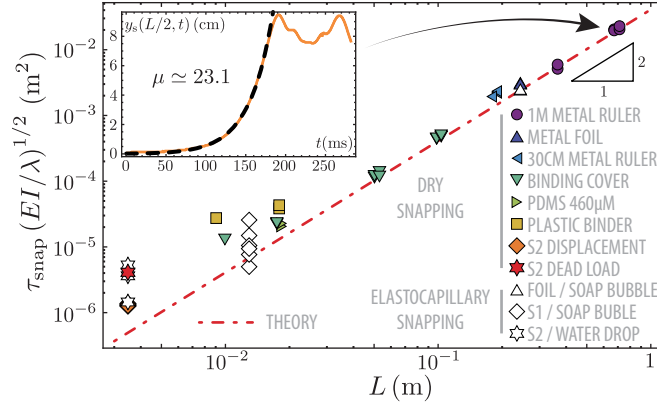 y_s(L/2, t) (cm)
8
6
4
2
0
μ ≃ 23.1
t(ms)
0 50 100 150 200 250
10^{-2}
10^{-3}
10^{-4}
10^{-5}
10^{-6}
τ_{snap} (EI/λ)^{1/2} (m^2)
2
1
1M METAL RULER
METAL FOIL
30CM METAL RULER
BINDING COVER
PDMS 460μM
PLASTIC BINDER
S2 DISPLACEMENT
S2 DEAD LOAD
FOIL / SOAP BUBBLE
S1 / SOAP BUBLE
S2 / WATER DROP
DRY
SNAPPING
ELASTOCAPILLARY
SNAPPING
THEORY
10^{-2} 10^{-1} 1
L (m)